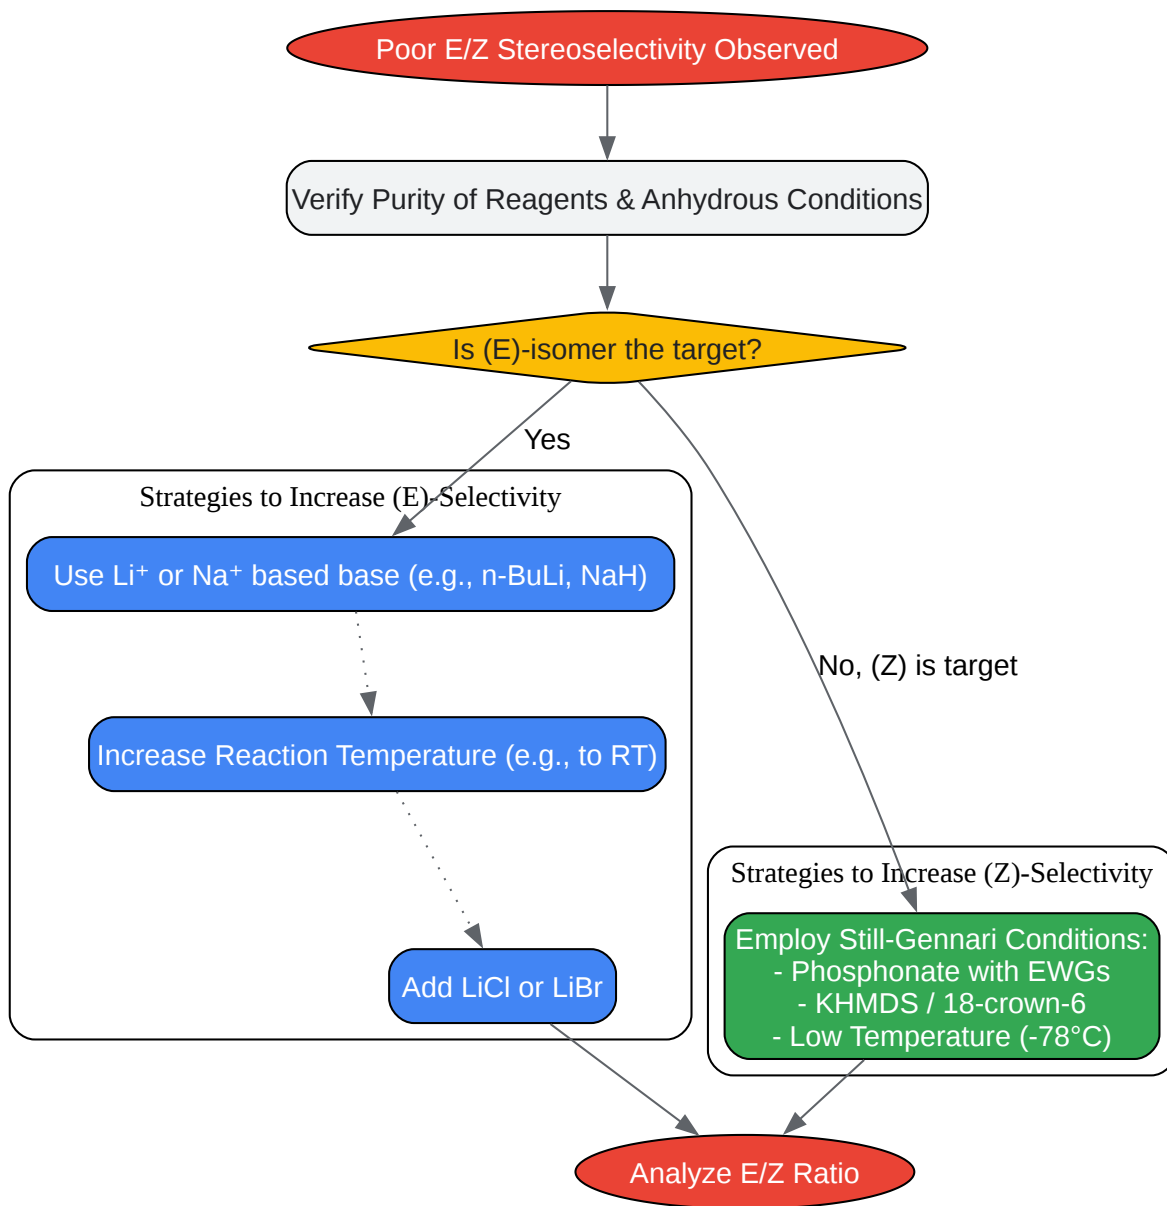 Poor E/Z Stereoselectivity Observed
Verify Purity of Reagents & Anhydrous Conditions
Is (E)-isomer the target?
Yes
Strategies to Increase (E)-Selectivity
Use Li⁺ or Na⁺ based base (e.g., n-BuLi, NaH)
No, (Z) is target
Increase Reaction Temperature (e.g., to RT)
Strategies to Increase (Z)-Selectivity
Add LiCl or LiBr
Employ Still-Gennari Conditions:
- Phosphonate with EWGs
- KHMDS / 18-crown-6
- Low Temperature (-78°C)
Analyze E/Z Ratio